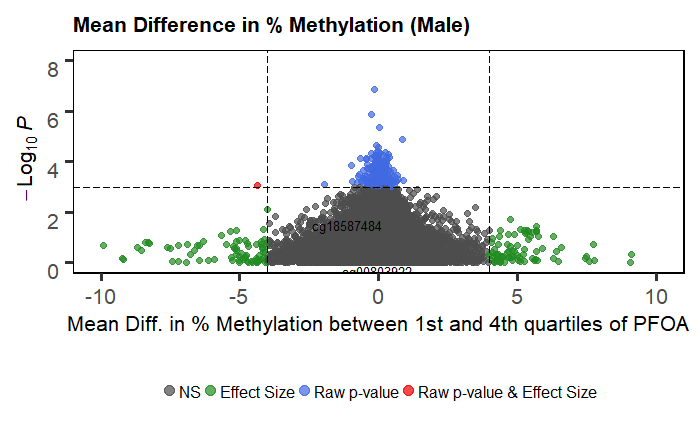 Mean Difference in % Methylation (Male)
8
6
4
2
0
−Log10 P
cg18587484
-10 -5 0 5 10
Mean Diff. in % Methylation between 1st and 4th quartiles of PFOA
NS Effect Size Raw p-value Raw p-value & Effect Size